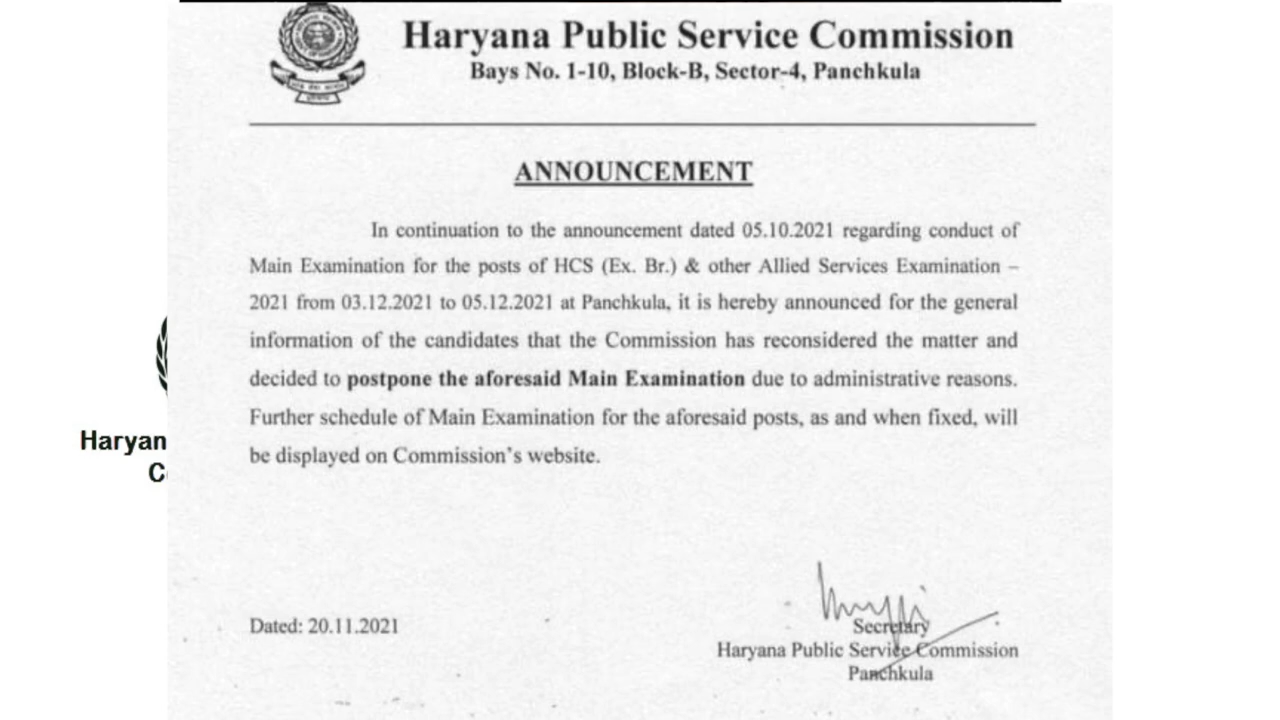 Haryana Public Service Commission
Bays No. 1-10, Block-B, Sector-4, Panchkula
ANNOUNCEMENT
In continuation to the announcement dated 05.10.2021 regarding conduct of
Main Examination for the posts of HCS (Ex. Br.) & other Allied Services Examination –
2021 from 03.12.2021 to 05.12.2021 at Panchkula, it is hereby announced for the general
information of the candidates that the Commission has reconsidered the matter and
decided to postpone the aforesaid Main Examination due to administrative reasons.
Further schedule of Main Examination for the aforesaid posts, as and when fixed, will
be displayed on Commission's website.
Haryan
C
Dated: 20.11.2021
Secretary
Haryana Public Service Commission
Panchkula